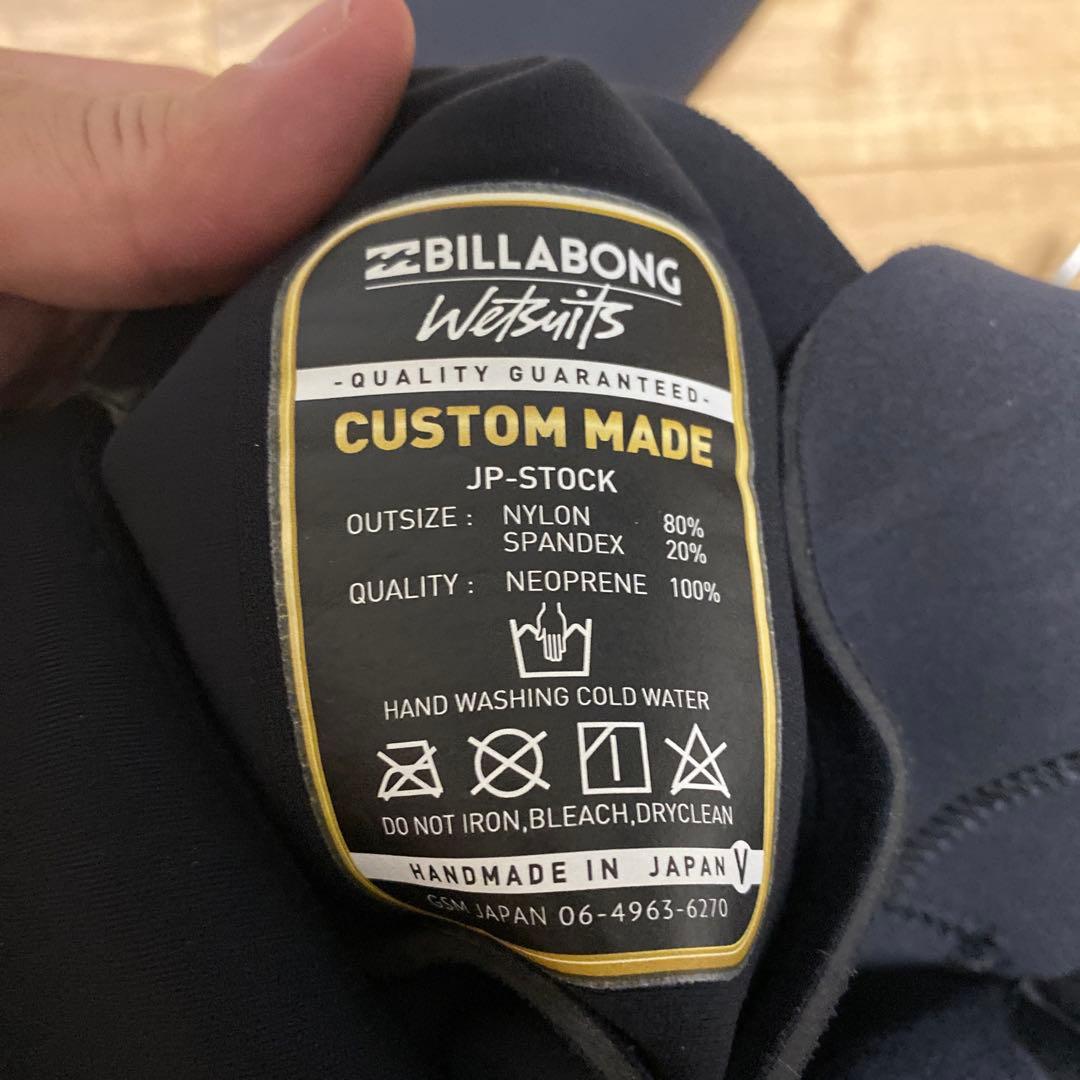 BILLABONG
Wetsuits
-QUALITY GUARANTEED-
CUSTOM MADE
JP-STOCK
OUTSIZE : NYLON 80%
SPANDEX 20%
QUALITY : NEOPRENE 100%
HAND WASHING COLD WATER
DO NOT IRON,BLEACH,DRYCLEAN
HANDMADE IN JAPAN V
GSM JAPAN 06-4963-6270